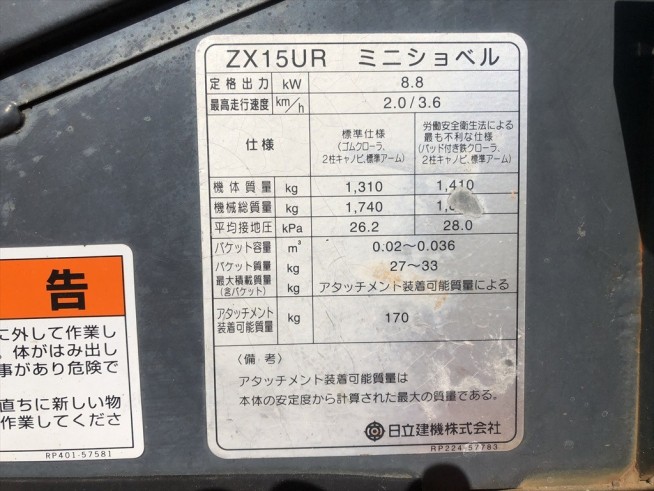 ZX15UR ミニショベル
定格出力 kW 8.8
最高走行速度 km/h 2.0/3.6
仕様 標準仕様 (ゴムクローラ、2柱キャノピ、標準アーム) 労働安全衛生法による最も不利な仕様 (パッド付き鉄クローラ、2柱キャノピ、標準アーム)
機体質量 kg 1,310 1,410
機械総質量 kg 1,740
平均接地圧 kPa 26.2 28.0
バケット容量 m³ 0.02〜0.036
バケット質量 kg 27〜33
最大積載質量 (含バケット) kg アタッチメント装着可能質量による
アタッチメント装着可能質量 kg 170
(備考)
アタッチメント装着可能質量は
本体の安定度から計算された最大の質量である。
日立建機株式会社
RP224-57783
告
に外して作業し
、体がはみ出し
事があり危険で
直ちに新しい物
作業してくださ
RP401-57581